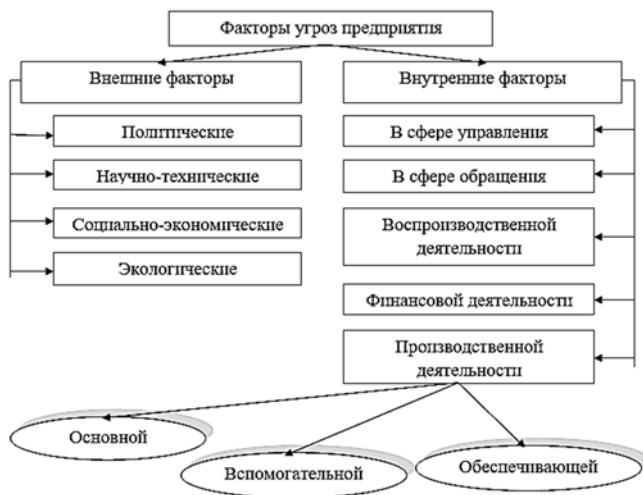 Факторы угроз предприятия
Внешние факторы
Внутренние факторы
Политические
Научно-технические
Социально-экономические
Экологические
В сфере управления
В сфере обращения
Воспроизводственной
деятельности
Финансовой деятельности
Производственной
деятельности
Основной
Вспомогательной
Обеспечивающей